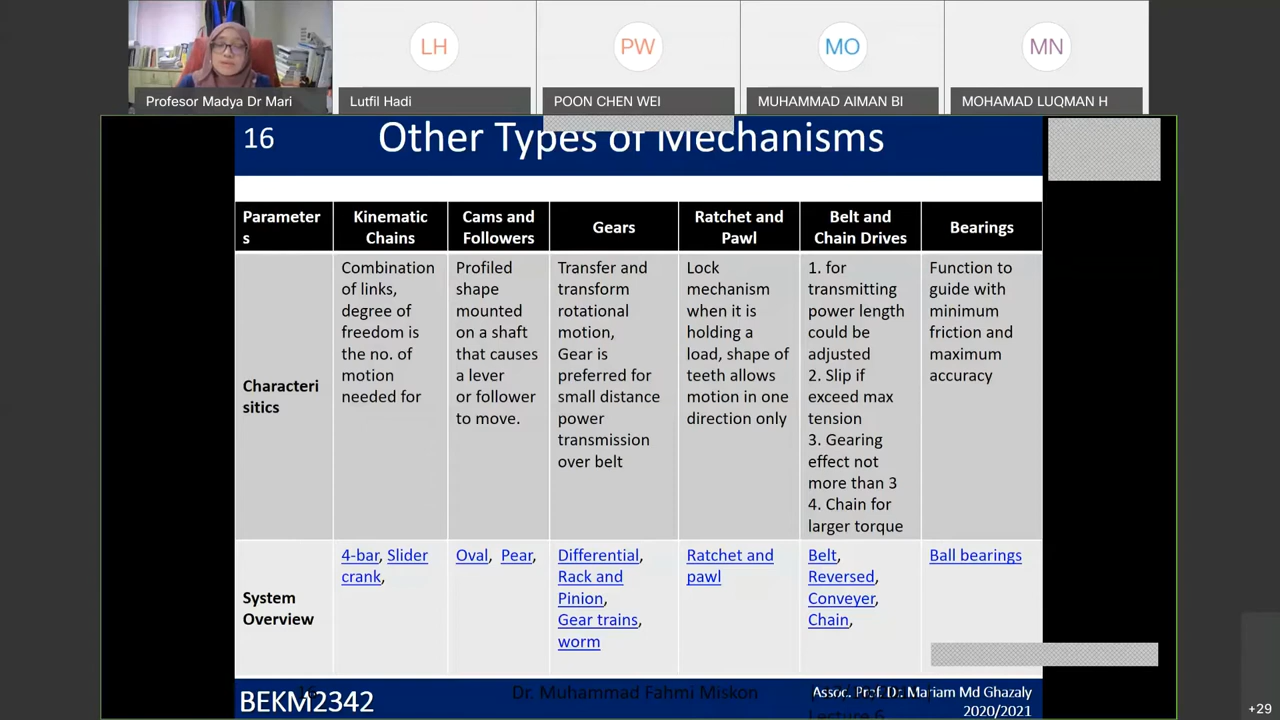 LH
PW
MO
MN
Profesor Madya Dr Mari
Lutfil Hadi
POON CHEN WEI
MUHAMMAD AIMAN BI
MOHAMAD LUQMAN H
16
Other Types of Mechanisms
Parameter
s
Kinematic
Chains
Cams and
Followers
Gears
Ratchet and
Pawl
Belt and
Chain Drives
Bearings
Characteri
sitics
Combination
of links,
degree of
freedom is
the no. of
motion
needed for
Profiled
shape
mounted
on a shaft
that causes
a lever
or follower
to move.
Transfer and
transform
rotational
motion,
Gear is
preferred for
small distance
power
transmission
over belt
Lock
mechanism
when it is
holding a
load, shape of
teeth allows
motion in one
direction only
1. for
transmitting
power length
could be
adjusted
2. Slip if
exceed max
tension
3. Gearing
effect not
more than 3
4. Chain for
larger torque
Function to
guide with
minimum
friction and
maximum
accuracy
System
Overview
4-bar, Slider
crank,
Oval, Pear,
Differential,
Rack and
Pinion,
Gear trains,
worm
Ratchet and
pawl
Belt,
Reversed,
Conveyer,
Chain,
Ball bearings
BEKM2342
Dr. Muhammad Fahmi Miskon
Assoc. Prof. Dr. Mariam Md Ghazaly
2020/2021
Lecture 6
+29